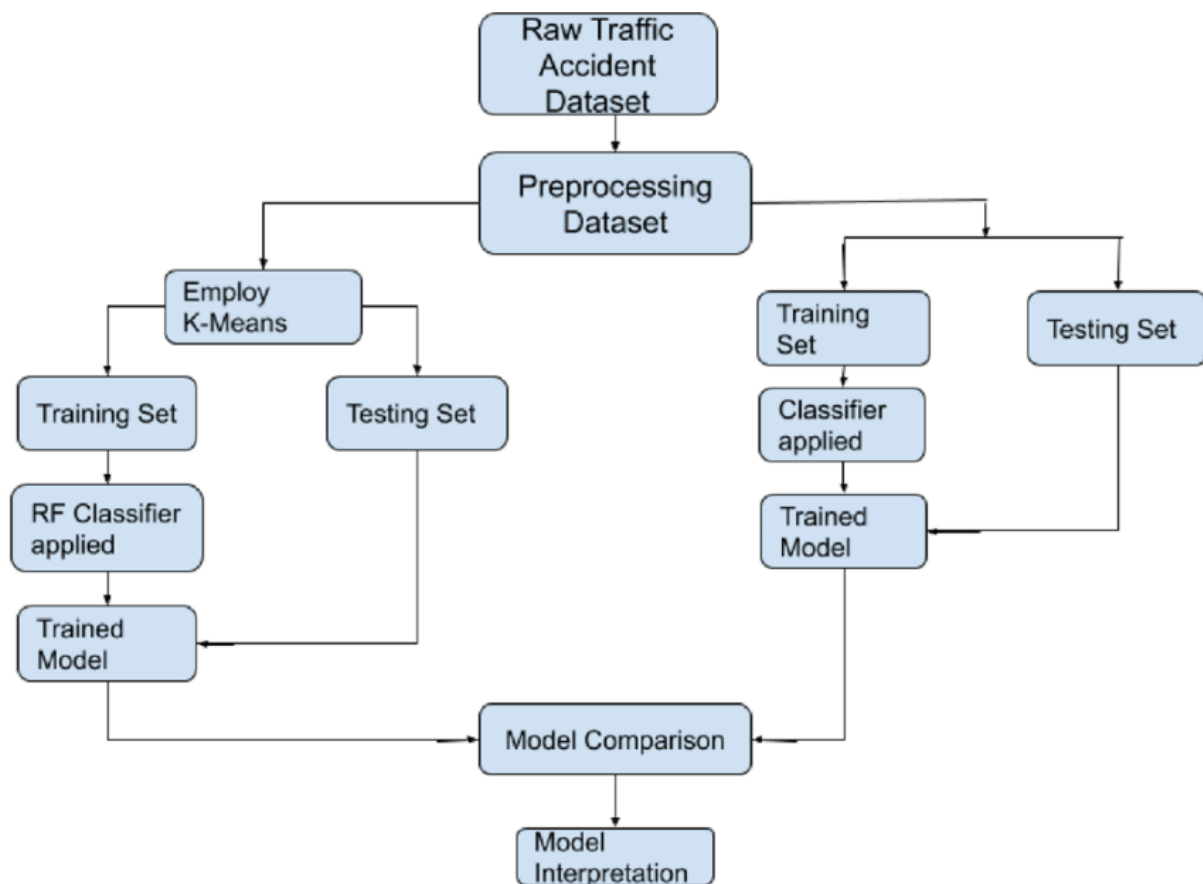 Raw Traffic
Accident
Dataset
Preprocessing
Dataset
Employ
K-Means
Training Set
Testing Set
RF Classifier
applied
Trained
Model
Training
Set
Testing Set
Classifier
applied
Trained
Model
Model Comparison
Model
Interpretation